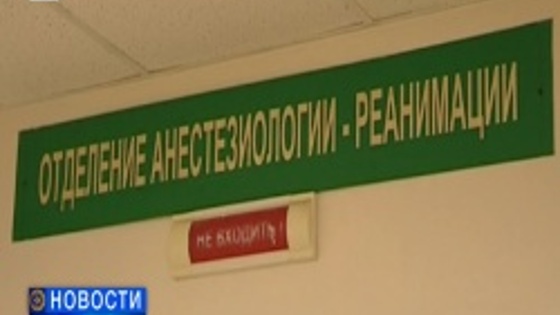 ОТДЕЛЕНИЕ АНЕСТЕЗИОЛОГИИ - РЕАНИМАЦИИ
НЕ ВХОДИТЬ!
НОВОСТИ